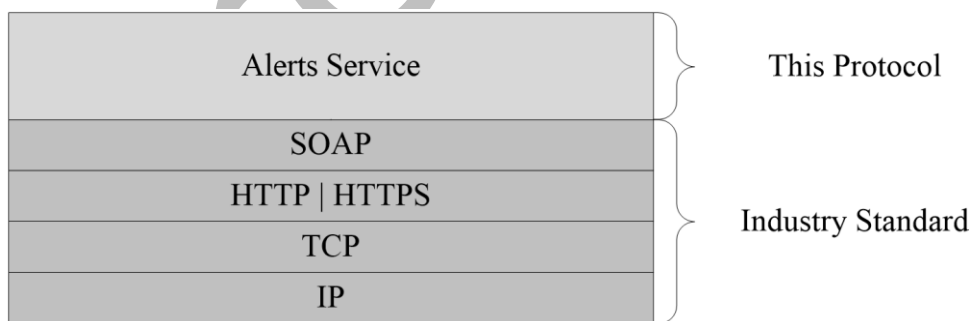 Alerts Service
This Protocol
SOAP
HTTP | HTTPS
TCP
Industry Standard
IP